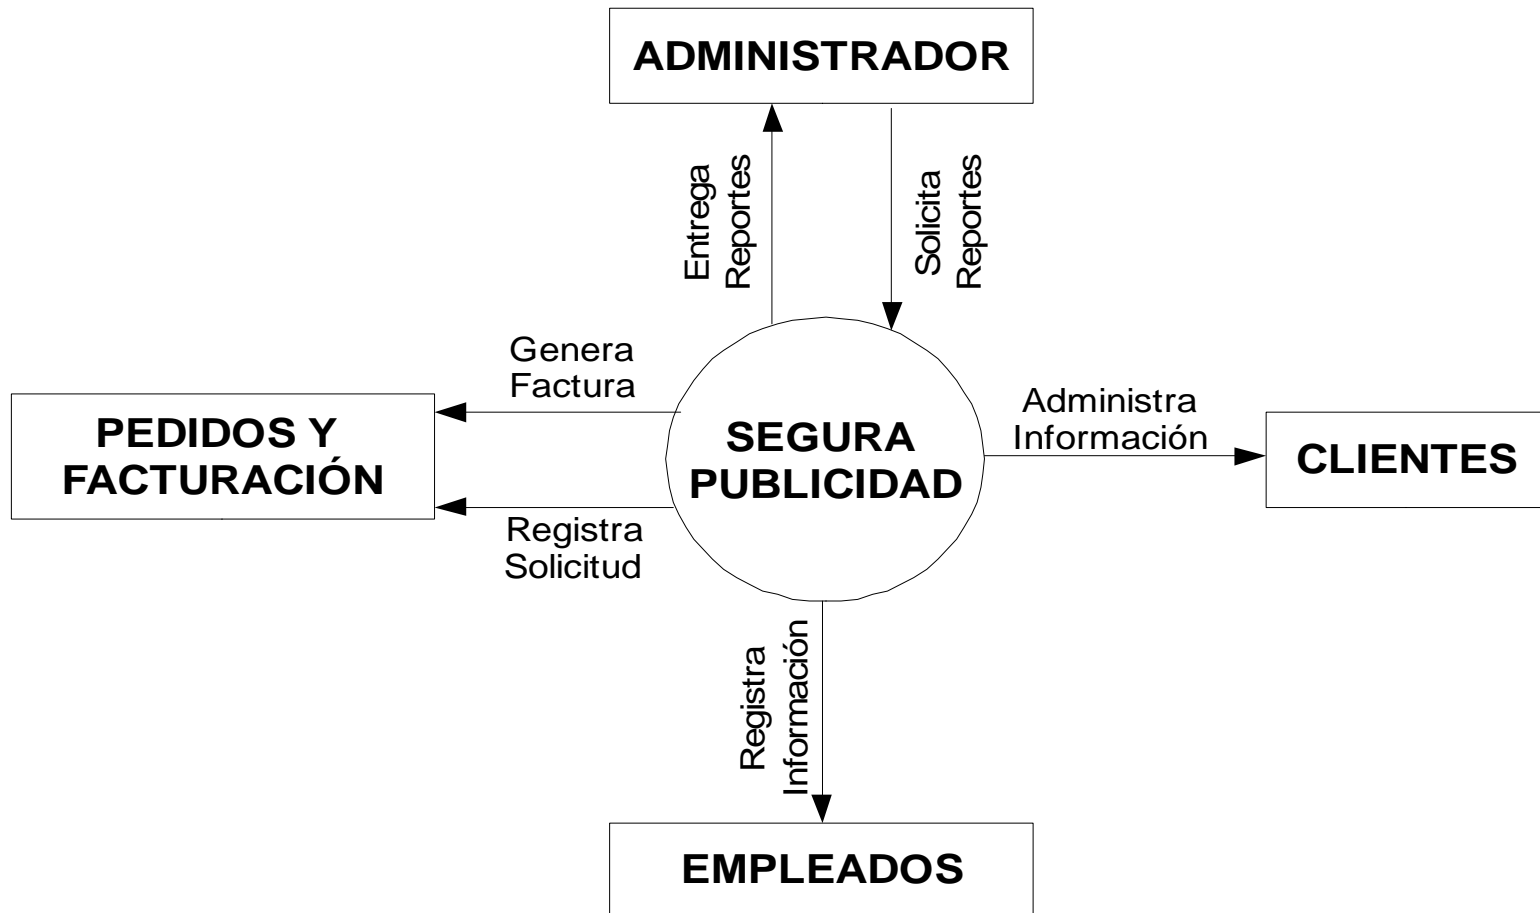 ADMINISTRADOR
Entrega
Reportes
Solicita
Reportes
Genera
Factura
PEDIDOS Y
FACTURACIÓN
Registra
Solicitud
SEGURA
PUBLICIDAD
Administra
Información
CLIENTES
Registra
Información
EMPLEADOS